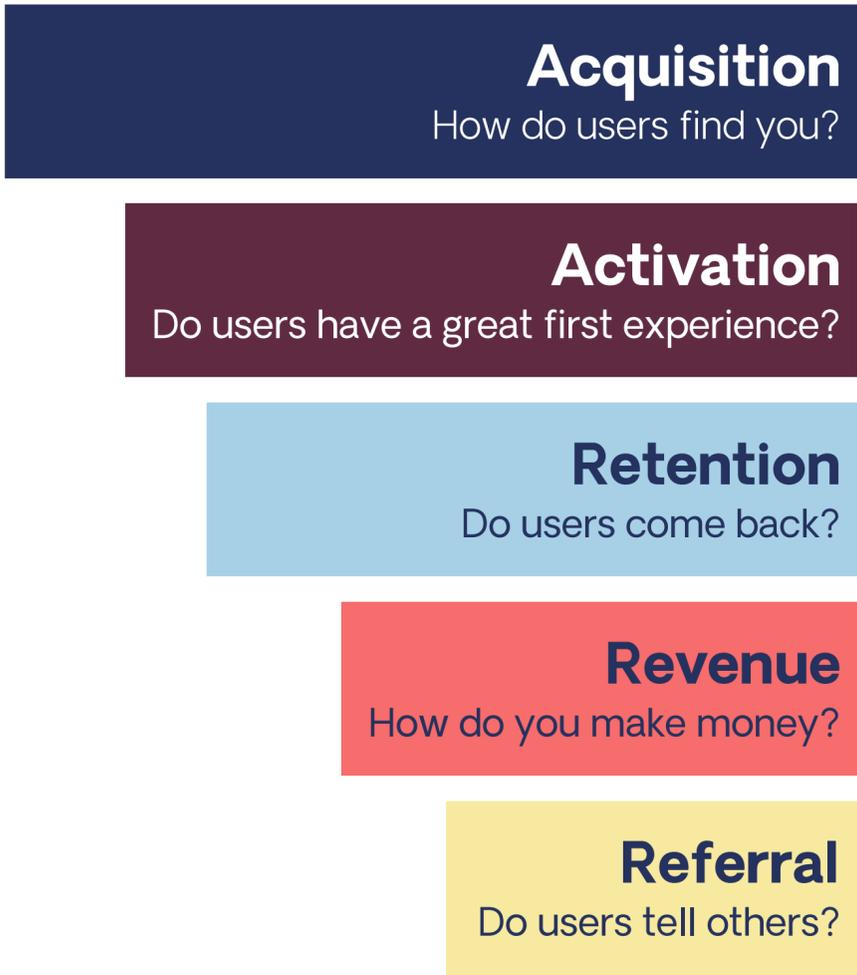 Acquisition
How do users find you?
Activation
Do users have a great first experience?
Retention
Do users come back?
Revenue
How do you make money?
Referral
Do users tell others?